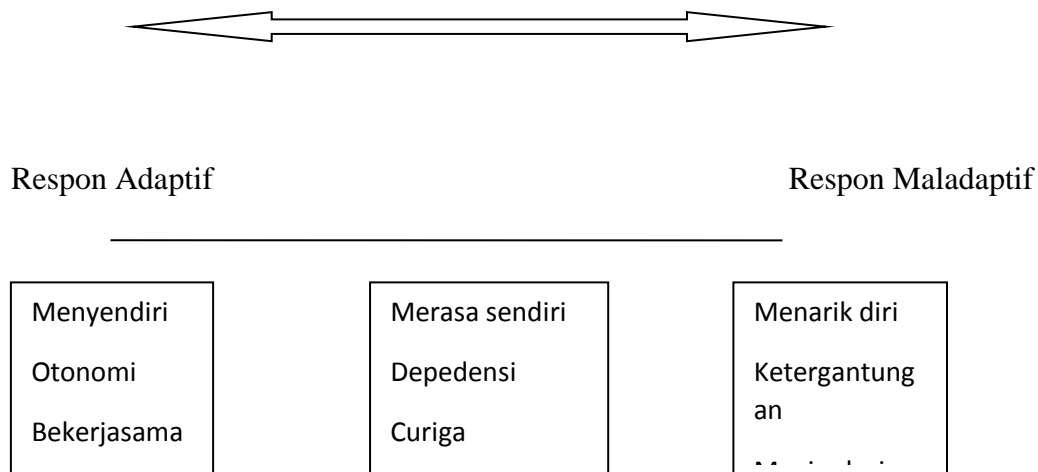 Respon Adaptif Respon Maladaptif
Menyendiri
Otonomi
Bekerjasama
Merasa sendiri
Depedensi
Curiga
Menarik diri
Ketergantung
an